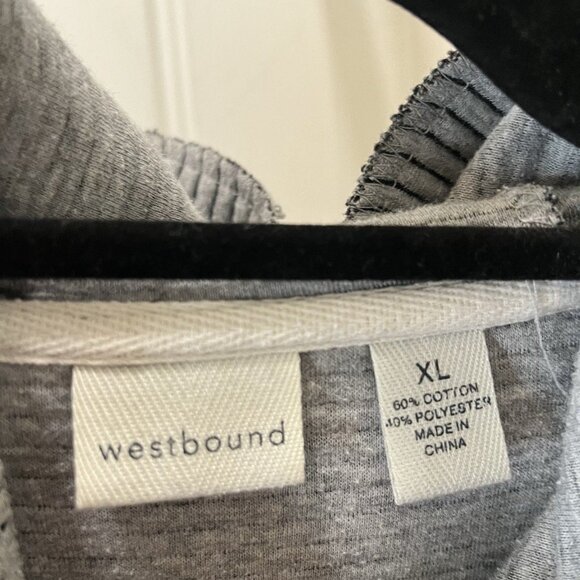 westbound
XL
60% COTTON
40% POLYESTER
MADE IN
CHINA